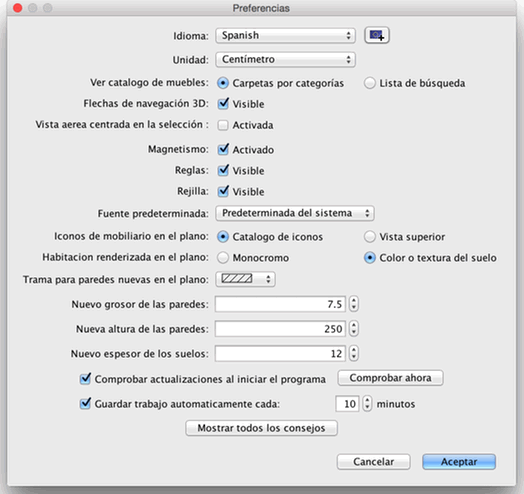 Preferencias
Idioma: Spanish
Unidad: Centímetro
Ver catalogo de muebles: Carpetas por categorías Lista de búsqueda
Flechas de navegación 3D: Visible
Vista aerea centrada en la selección : Activada
Magnetismo: Activado
Reglas: Visible
Rejilla: Visible
Fuente predeterminada: Predeterminada del sistema
Iconos de mobiliario en el plano: Catalogo de iconos Vista superior
Habitacion renderizada en el plano: Monocromo Color o textura del suelo
Trama para paredes nuevas en el plano:
Nuevo grosor de las paredes: 7.5
Nueva altura de las paredes: 250
Nuevo espesor de los suelos: 12
Comprobar actualizaciones al iniciar el programa Comprobar ahora
Guardar trabajo automaticamente cada: 10 minutos
Mostrar todos los consejos
Cancelar Aceptar